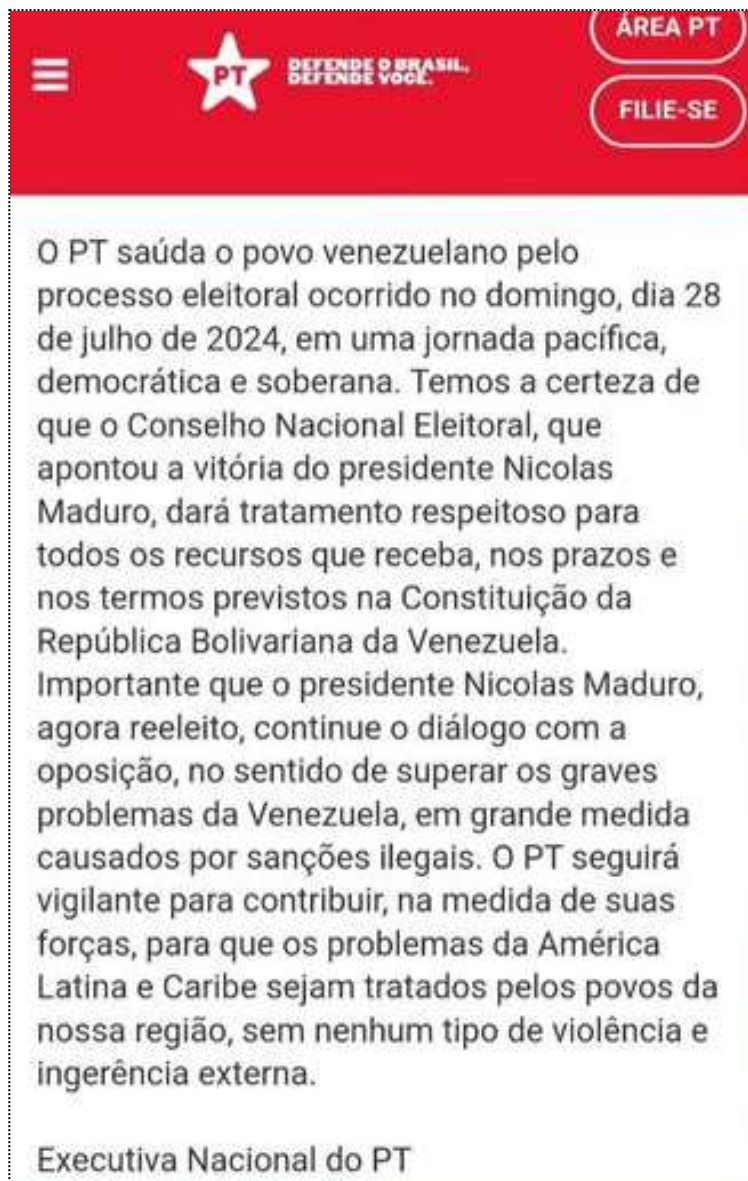 ÁREA PT
PT
DEFENDE O BRASIL,
DEFENDE VOCÊ.
FILIE-SE
O PT saúda o povo venezuelano pelo
processo eleitoral ocorrido no domingo, dia 28
de julho de 2024, em uma jornada pacífica,
democrática e soberana. Temos a certeza de
que o Conselho Nacional Eleitoral, que
apontou a vitória do presidente Nicolas
Maduro, dará tratamento respeitoso para
todos os recursos que receba, nos prazos e
nos termos previstos na Constituição da
República Bolivariana da Venezuela.
Importante que o presidente Nicolas Maduro,
agora reeleito, continue o diálogo com a
oposição, no sentido de superar os graves
problemas da Venezuela, em grande medida
causados por sanções ilegais. O PT seguirá
vigilante para contribuir, na medida de suas
forças, para que os problemas da América
Latina e Caribe sejam tratados pelos povos da
nossa região, sem nenhum tipo de violência e
ingerência externa.
Executiva Nacional do PT